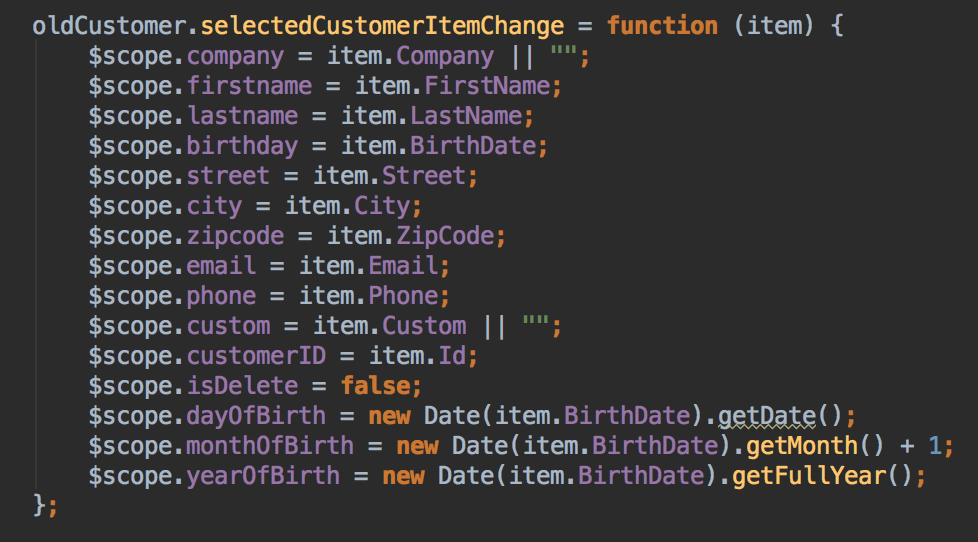 oldCustomer.selectedCustomerItemChange = function (item) {
    $scope.company = item.Company || "";
    $scope.firstname = item.FirstName;
    $scope.lastname = item.LastName;
    $scope.birthday = item.BirthDate;
    $scope.street = item.Street;
    $scope.city = item.City;
    $scope.zipcode = item.ZipCode;
    $scope.email = item.Email;
    $scope.phone = item.Phone;
    $scope.custom = item.Custom || "";
    $scope.customerID = item.Id;
    $scope.isDelete = false;
    $scope.dayOfBirth = new Date(item.BirthDate).getDate();
    $scope.monthOfBirth = new Date(item.BirthDate).getMonth() + 1;
    $scope.yearOfBirth = new Date(item.BirthDate).getFullYear();
};